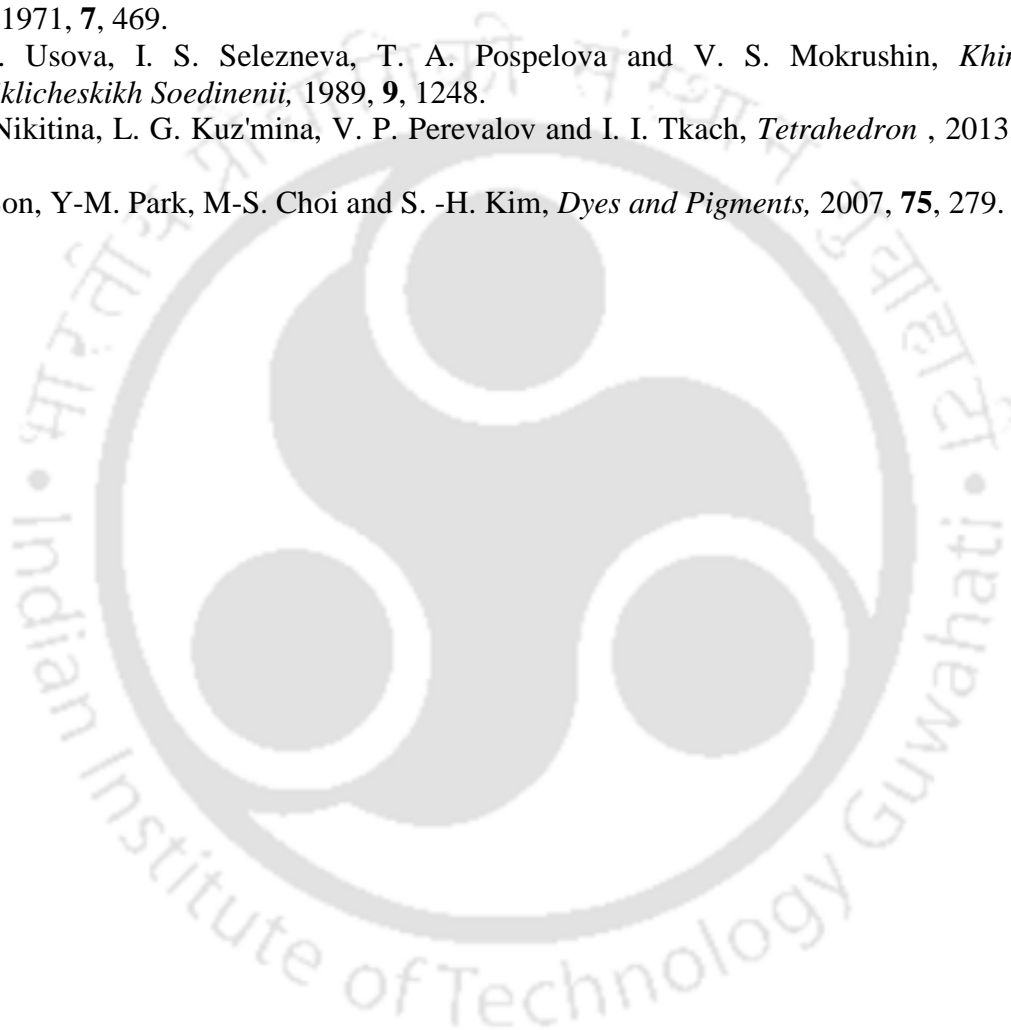 1971, 7, 469.
. Usova, I. S. Selezneva, T. A. Pospelova and V. S. Mokrushin, Khin
klicheskikh Soedinenii, 1989, 9, 1248.
Nikitina, L. G. Kuz'mina, V. P. Perevalov and I. I. Tkach, Tetrahedron , 2013
on, Y-M. Park, M-S. Choi and S. -H. Kim, Dyes and Pigments, 2007, 75, 279.
Indian Institute of Technology Guwahati